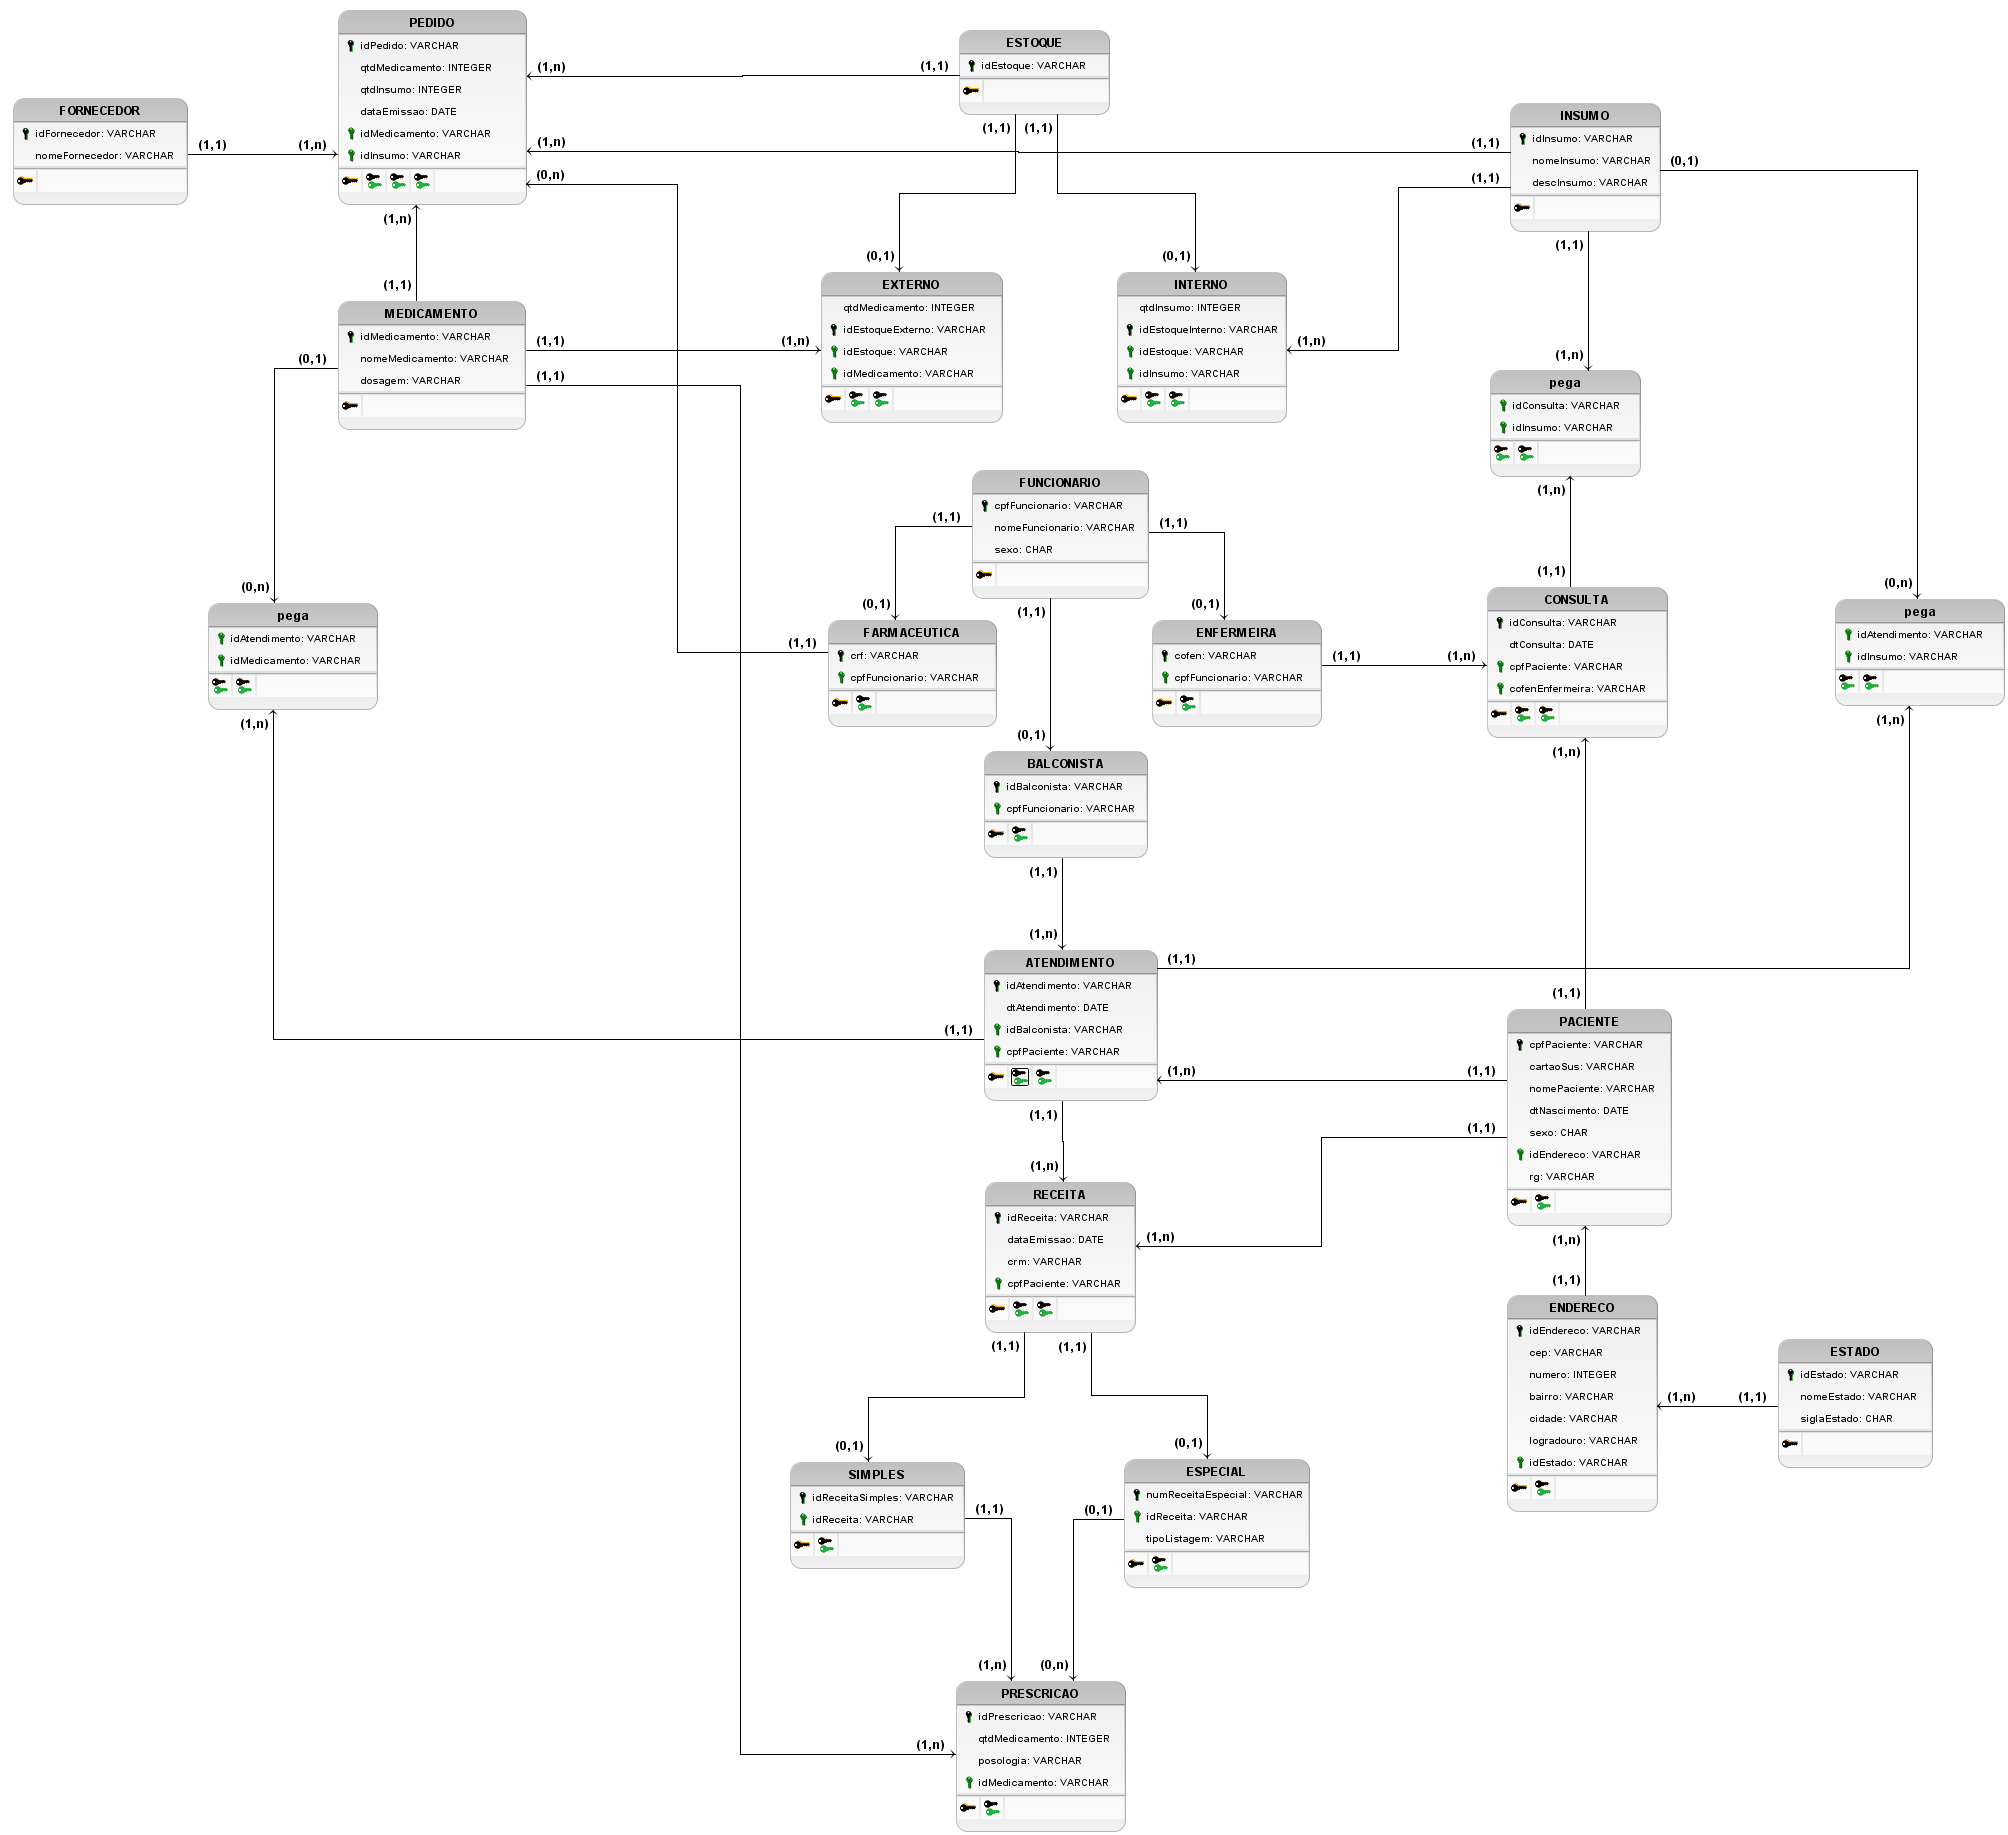 PEDIDO
idPedido: VARCHAR
qtdMedicamento: INTEGER
qtdInsumo: INTEGER
dataEmissao: DATE
idMedicamento: VARCHAR
idInsumo: VARCHAR
ESTOQUE
idEstoque: VARCHAR
(1,n)
(1,1)
FORNECEDOR
idFornecedor: VARCHAR
nomeFornecedor: VARCHAR
(1,1)
(1,n)
(1,n)
(0,n)
(1,n)
(1,1)
(1,1)
INSUMO
idInsumo: VARCHAR
nomeInsumo: VARCHAR
descInsumo: VARCHAR
(1,1)
(1,1)
(0,1)
(1,1)
(0,1)
(0,1)
EXTERNO
qtdMedicamento: INTEGER
idEstoqueExterno: VARCHAR
idEstoque: VARCHAR
idMedicamento: VARCHAR
INTERNO
qtdInsumo: INTEGER
idEstoqueInterno: VARCHAR
idEstoque: VARCHAR
idInsumo: VARCHAR
(1,1)
MEDICAMENTO
idMedicamento: VARCHAR
nomeMedicamento: VARCHAR
dosagem: VARCHAR
(0,1)
(1,1)
(1,n)
(1,1)
(1,n)
(1,n)
pega
idConsulta: VARCHAR
idInsumo: VARCHAR
(1,n)
FUNCIONARIO
cpfFuncionario: VARCHAR
nomeFuncionario: VARCHAR
sexo: CHAR
(1,1)
(1,1)
(1,1)
(0,1)
(0,1)
(1,1)
(0,n)
(0,n)
pega
idAtendimento: VARCHAR
idMedicamento: VARCHAR
(1,n)
FARMACEUTICA
crf: VARCHAR
cpfFuncionario: VARCHAR
(1,1)
ENFERMEIRA
cofen: VARCHAR
cpfFuncionario: VARCHAR
(1,1)
(1,n)
CONSULTA
idConsulta: VARCHAR
dtConsulta: DATE
cpfPaciente: VARCHAR
cofenEnfermeira: VARCHAR
(1,n)
pega
idAtendimento: VARCHAR
idInsumo: VARCHAR
(1,n)
(0,1)
BALCONISTA
idBalconista: VARCHAR
cpfFuncionario: VARCHAR
(1,1)
(1,n)
ATENDIMENTO
idAtendimento: VARCHAR
dtAtendimento: DATE
idBalconista: VARCHAR
cpfPaciente: VARCHAR
(1,1)
(1,1)
(1,n)
(1,1)
(1,1)
PACIENTE
cpfPaciente: VARCHAR
cartaoSus: VARCHAR
nomePaciente: VARCHAR
dtNascimento: DATE
sexo: CHAR
idEndereco: VARCHAR
rg: VARCHAR
(1,1)
(1,1)
(1,n)
(1,n)
RECEITA
idReceita: VARCHAR
dataEmissao: DATE
crm: VARCHAR
cpfPaciente: VARCHAR
(1,n)
(1,n)
(1,1)
ENDERECO
idEndereco: VARCHAR
cep: VARCHAR
numero: INTEGER
bairro: VARCHAR
cidade: VARCHAR
logradouro: VARCHAR
idEstado: VARCHAR
(1,n)
(1,1)
ESTADO
idEstado: VARCHAR
nomeEstado: VARCHAR
siglaEstado: CHAR
(1,1)
(1,1)
(0,1)
(0,1)
SIMPLES
idReceitaSimples: VARCHAR
idReceita: VARCHAR
(1,1)
(0,1)
ESPECIAL
numReceitaEspecial: VARCHAR
idReceita: VARCHAR
tipoListagem: VARCHAR
(1,n)
(0,n)
(1,n)
PRESCRICAO
idPrescricao: VARCHAR
qtdMedicamento: INTEGER
posologia: VARCHAR
idMedicamento: VARCHAR